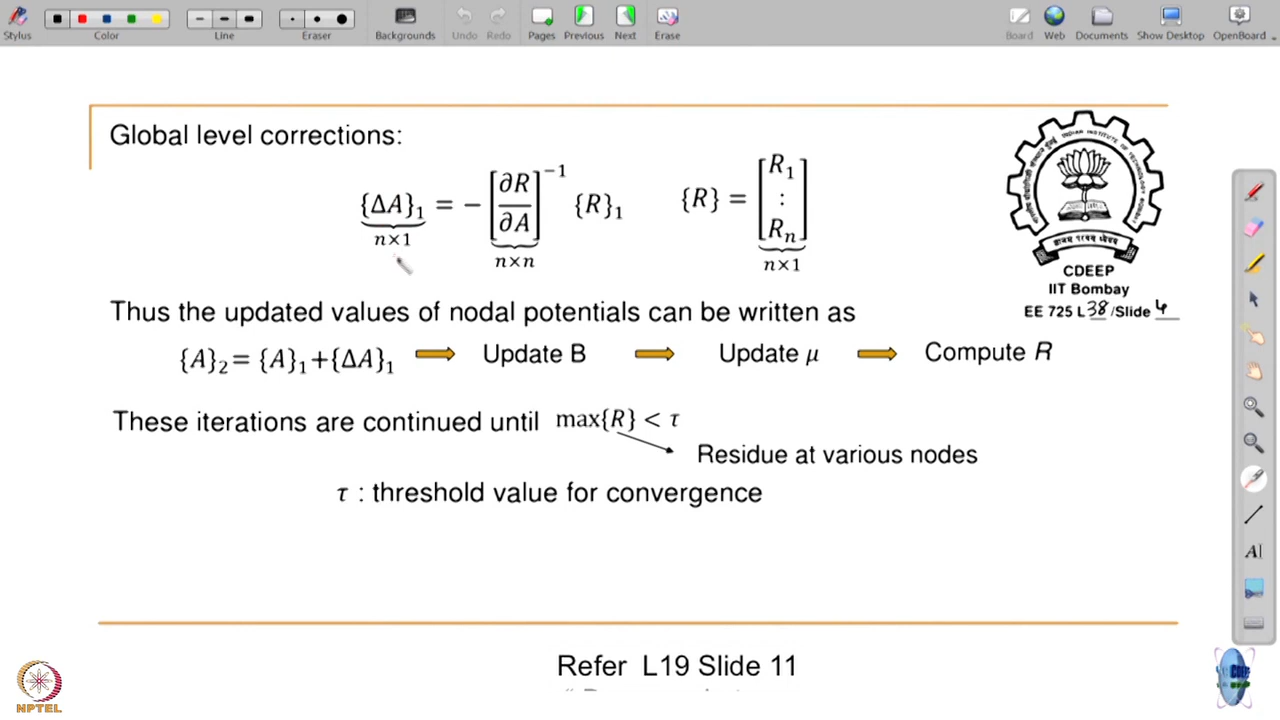 Stylus
Color
Line
Eraser
Backgrounds
Undo
Redo
Pages
Previous
Next
Erase
Board
Web
Documents
Show Desktop
OpenBoard
Global level corrections:
{ΔA}₁ = − [∂R/∂A]⁻¹ {R}₁ {R} = [R₁ : Rₙ]
n×1
n×n
n×1
CDEEP
IIT Bombay
EE 725 L 38 /Slide 4
Thus the updated values of nodal potentials can be written as
{A}₂= {A}₁+{ΔA}₁ ⇒ Update B ⇒ Update μ ⇒ Compute R
These iterations are continued until max{R} < τ
Residue at various nodes
τ : threshold value for convergence
A|
Refer L19 Slide 11
NPTEL